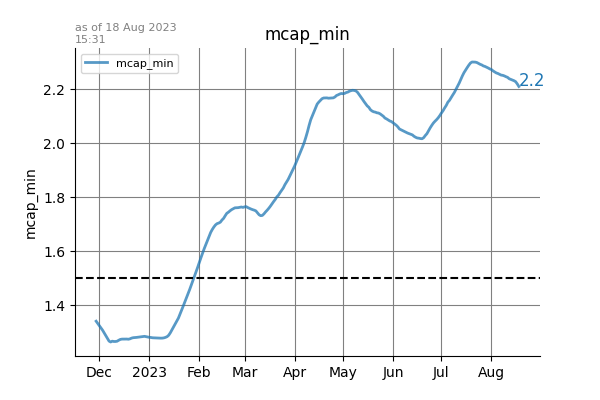 as of 18 Aug 2023
15:31
mcap_min
mcap_min
2.2
2.2
2.0
1.8
1.6
1.4
mcap_min
Dec 2023 Feb Mar Apr May Jun Jul Aug